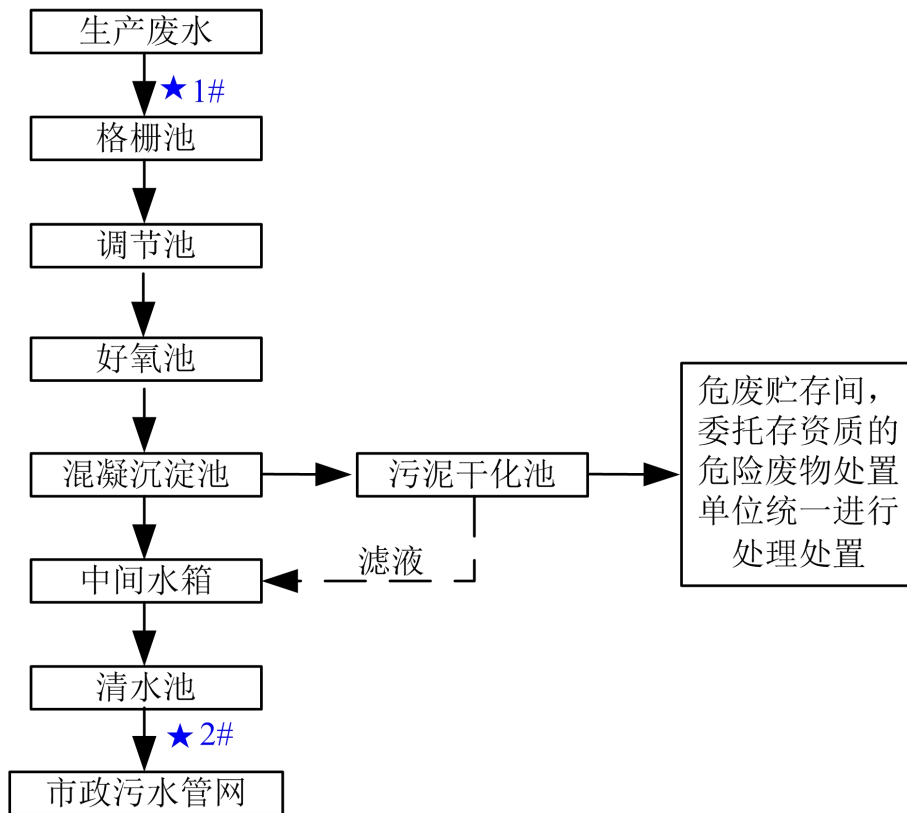 生产废水
★1#
格栅池
调节池
好氧池
混凝沉淀池
污泥干化池
危废贮存间，
委托存资质的
危险废物处置
单位统一进行
处理处置
滤液
中间水箱
清水池
★2#
市政污水管网